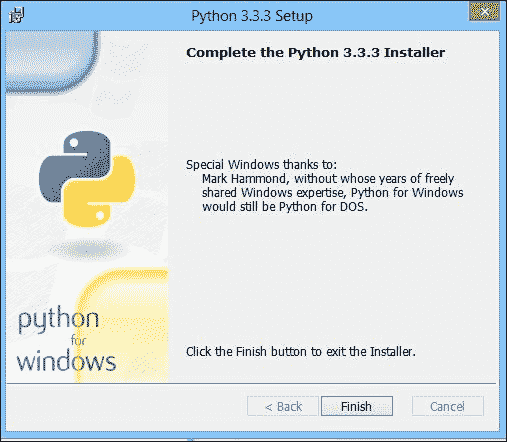 Python 3.3.3 Setup
Complete the Python 3.3.3 Installer
Special Windows thanks to:
Mark Hammond, without whose years of freely
shared Windows expertise, Python for Windows
would still be Python for DOS.
python
for
windows
Click the Finish button to exit the Installer.
< Back
Finish
Cancel